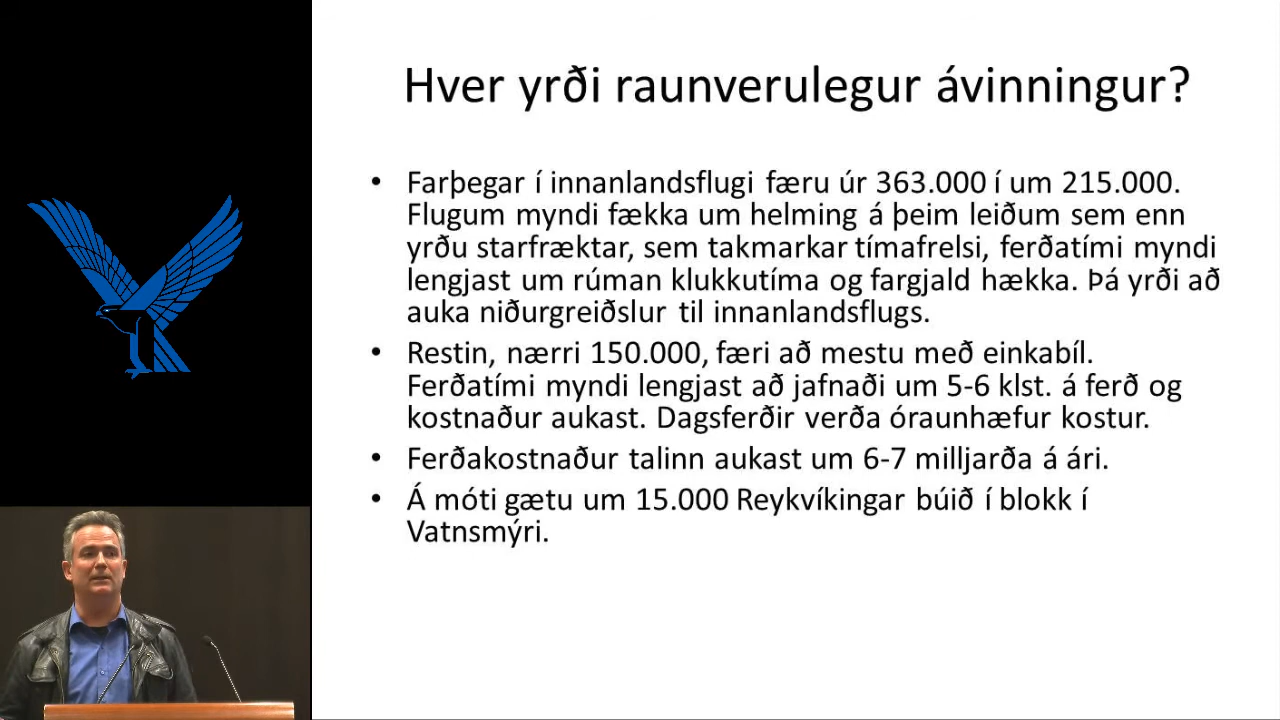 Hver yrði raunverulegur ávinningur?
• Farþegar í innanlandsflugi færu úr 363.000 í um 215.000.
Flugum myndi fækka um helming á þeim leiðum sem enn
yrðu starfræktar, sem takmarkar tímafrelsi, ferðatími myndi
lengjast um rúman klukkutíma og fargjald hækka. Þá yrði að
auka niðurgreiðslur til innanlandsflugs.
• Restin, nærri 150.000, færi að mestu með einkabíl.
Ferðatími myndi lengjast að jafnaði um 5-6 klst. á ferð og
kostnaður aukast. Dagsferðir verða óraunhæfur kostur.
• Ferðakostnaður talinn aukast um 6-7 milljarða á ári.
• Á móti gætu um 15.000 Reykvíkingar búið í blokk í
Vatnsmýri.